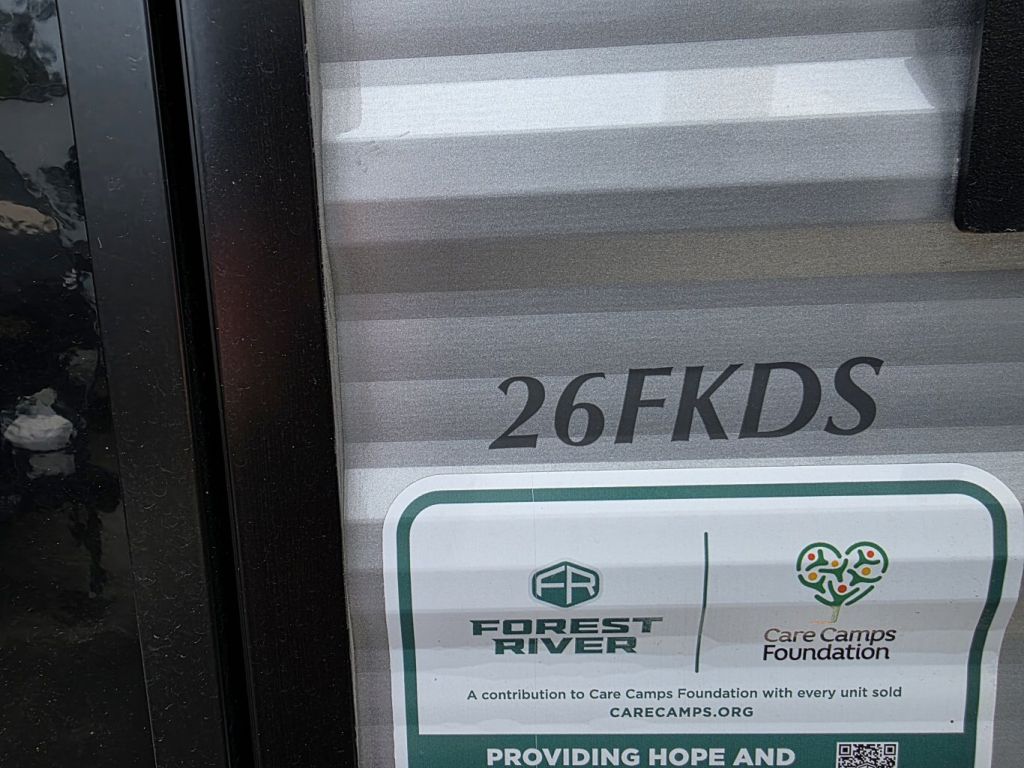 26FKDS
FR
FOREST
RIVER
Care Camps
Foundation
A contribution to Care Camps Foundation with every unit sold
CARECAMPS.ORG
PROVIDING HOPE AND